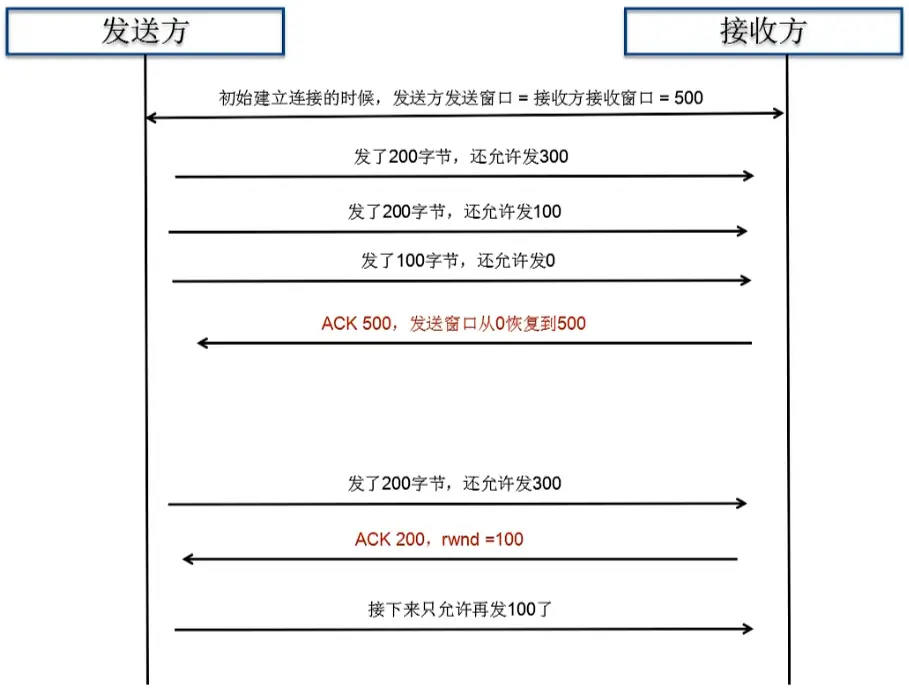 发送方
接收方
初始建立连接的时候，发送方发送窗口 = 接收方接收窗口 = 500
发了200字节，还允许发300
发了200字节，还允许发100
发了100字节，还允许发0
ACK 500，发送窗口从0恢复到500
发了200字节，还允许发300
ACK 200，rwnd =100
接下来只允许再发100了